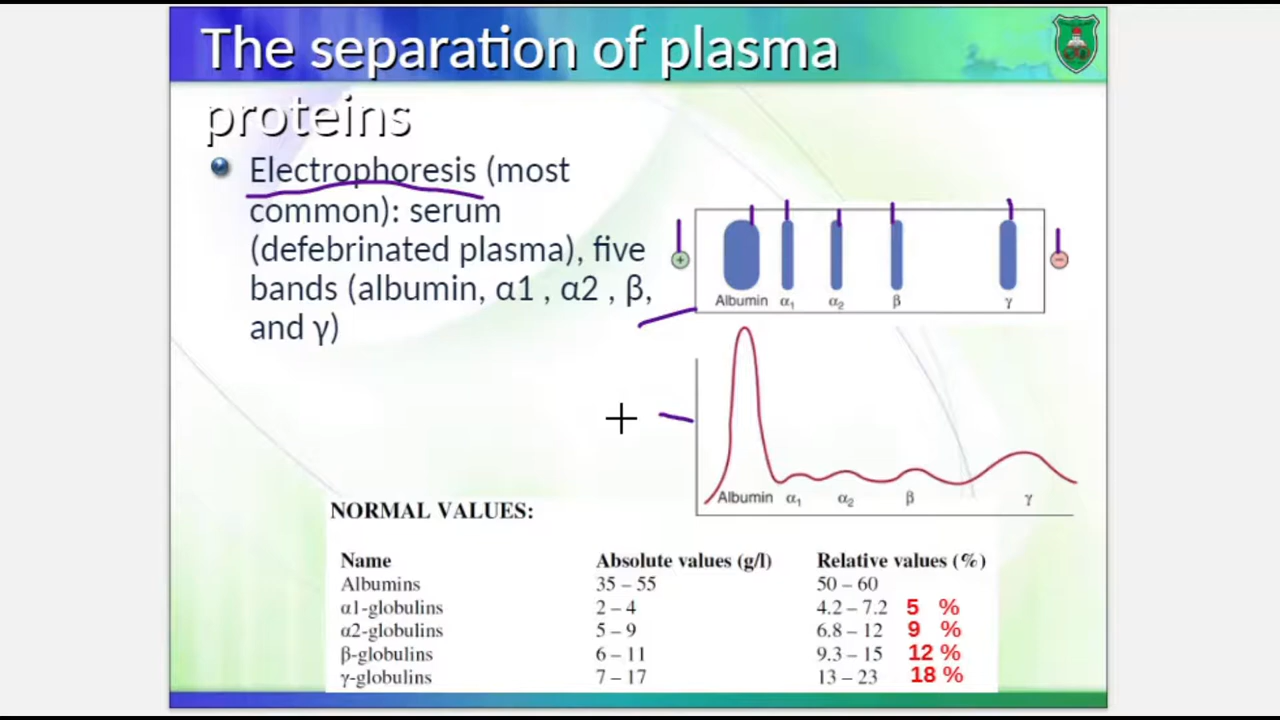 The separation of plasma
proteins
Electrophoresis (most
common): serum
(defebrinated plasma), five
bands (albumin, α1 , α2 , β,
and γ)
+ −
Albumin α1 α2 β γ
Albumin α1 α2 β γ
NORMAL VALUES:
Name Absolute values (g/l) Relative values (%)
Albumins 35 – 55 50 – 60
α1-globulins 2 – 4 4.2 – 7.2 5 %
α2-globulins 5 – 9 6.8 – 12 9 %
β-globulins 6 – 11 9.3 – 15 12 %
γ-globulins 7 – 17 13 – 23 18 %